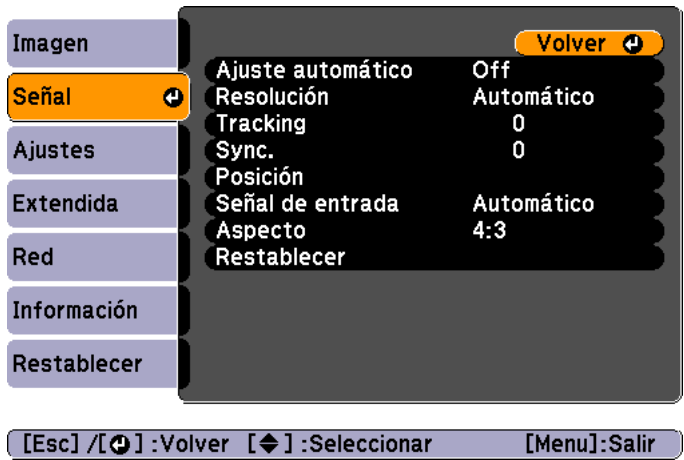 Imagen
Señal
Ajustes
Extendida
Red
Información
Restablecer
Volver
Ajuste automático Off
Resolución Automático
Tracking 0
Sync. 0
Posición
Señal de entrada Automático
Aspecto 4:3
Restablecer
[Esc] /[⏎] :Volver [◆] :Seleccionar [Menu]:Salir